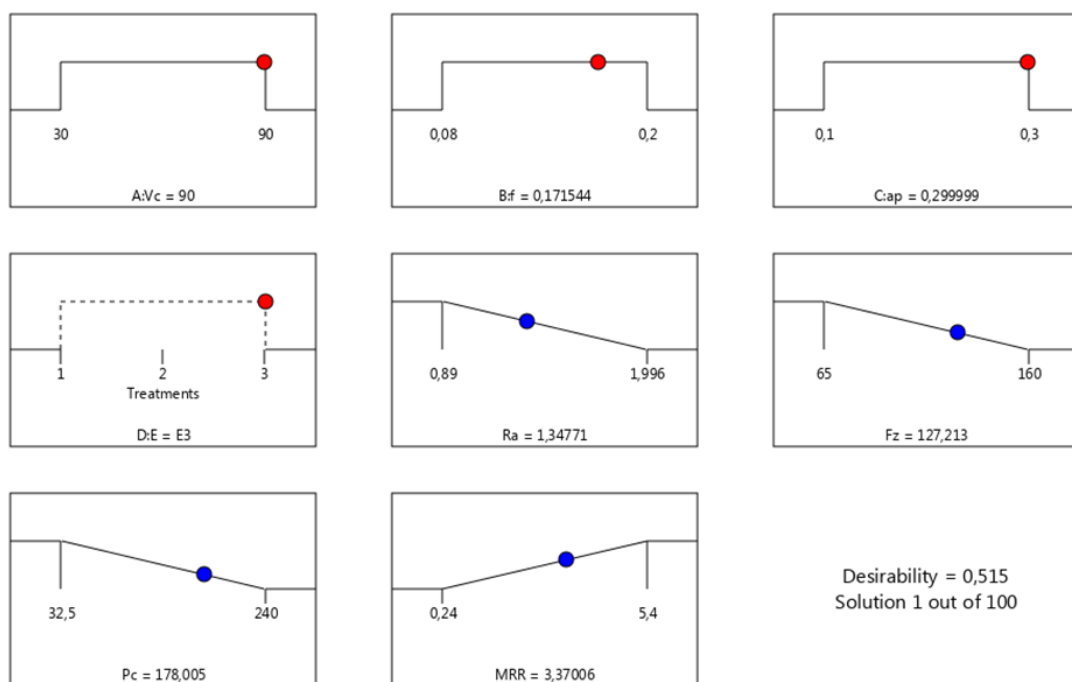 30 90
A:Vc = 90
0,08 0,2
B:f = 0,171544
0,1 0,3
C:ap = 0,299999
1 2 3
Treatments
D:E = E3
0,89 1,996
Ra = 1,34771
65 160
Fz = 127,213
32,5 240
Pc = 178,005
0,24 5,4
MRR = 3,37006
Desirability = 0,515
Solution 1 out of 100